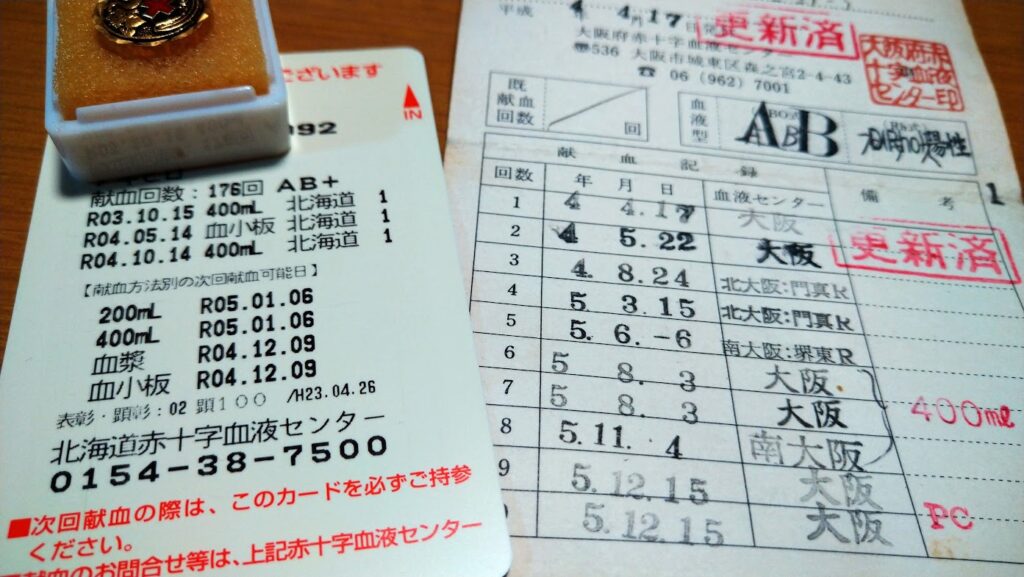 ございます
IN
092
献血回数:176回 AB+
R03.10.15 400mL 北海道 1
R04.05.14 血小板 北海道 1
R04.10.14 400mL 北海道 1
【献血方法別の次回献血可能日】
200mL R05.01.06
400mL R05.01.06
血漿 R04.12.09
血小板 R04.12.09
表彰・顕彰:02 顕100 /H23.04.26
北海道赤十字血液センター
0154-38-7500
■次回献血の際は、このカードを必ずご持参
ください。
献血のお問合せ等は、上記赤十字血液センター
平成 4年 4月17日
更新済
大阪府赤十字血液センター
〠536 大阪市城東区森之宮2-4-43
☎ 06 (962) 7001
大阪府赤
十字血液
センター印
既献血回数 回
血液型 ABO式 AB
献血記録
回数 年 月 日 血液センター 備考
1
1 4 4.17 大阪
2 4 5.22 大阪 更新済
3 4. 8.24 北大阪:門真R
4 5. 3.15 北大阪:門真R
5 5. 6.-6 南大阪:堺東R
6 5 8. 3 大阪
7 5 8. 3 大阪 400ml
8 5.11. 4 南大阪
9 5.12.15 大阪
5.12.15 大阪 PC